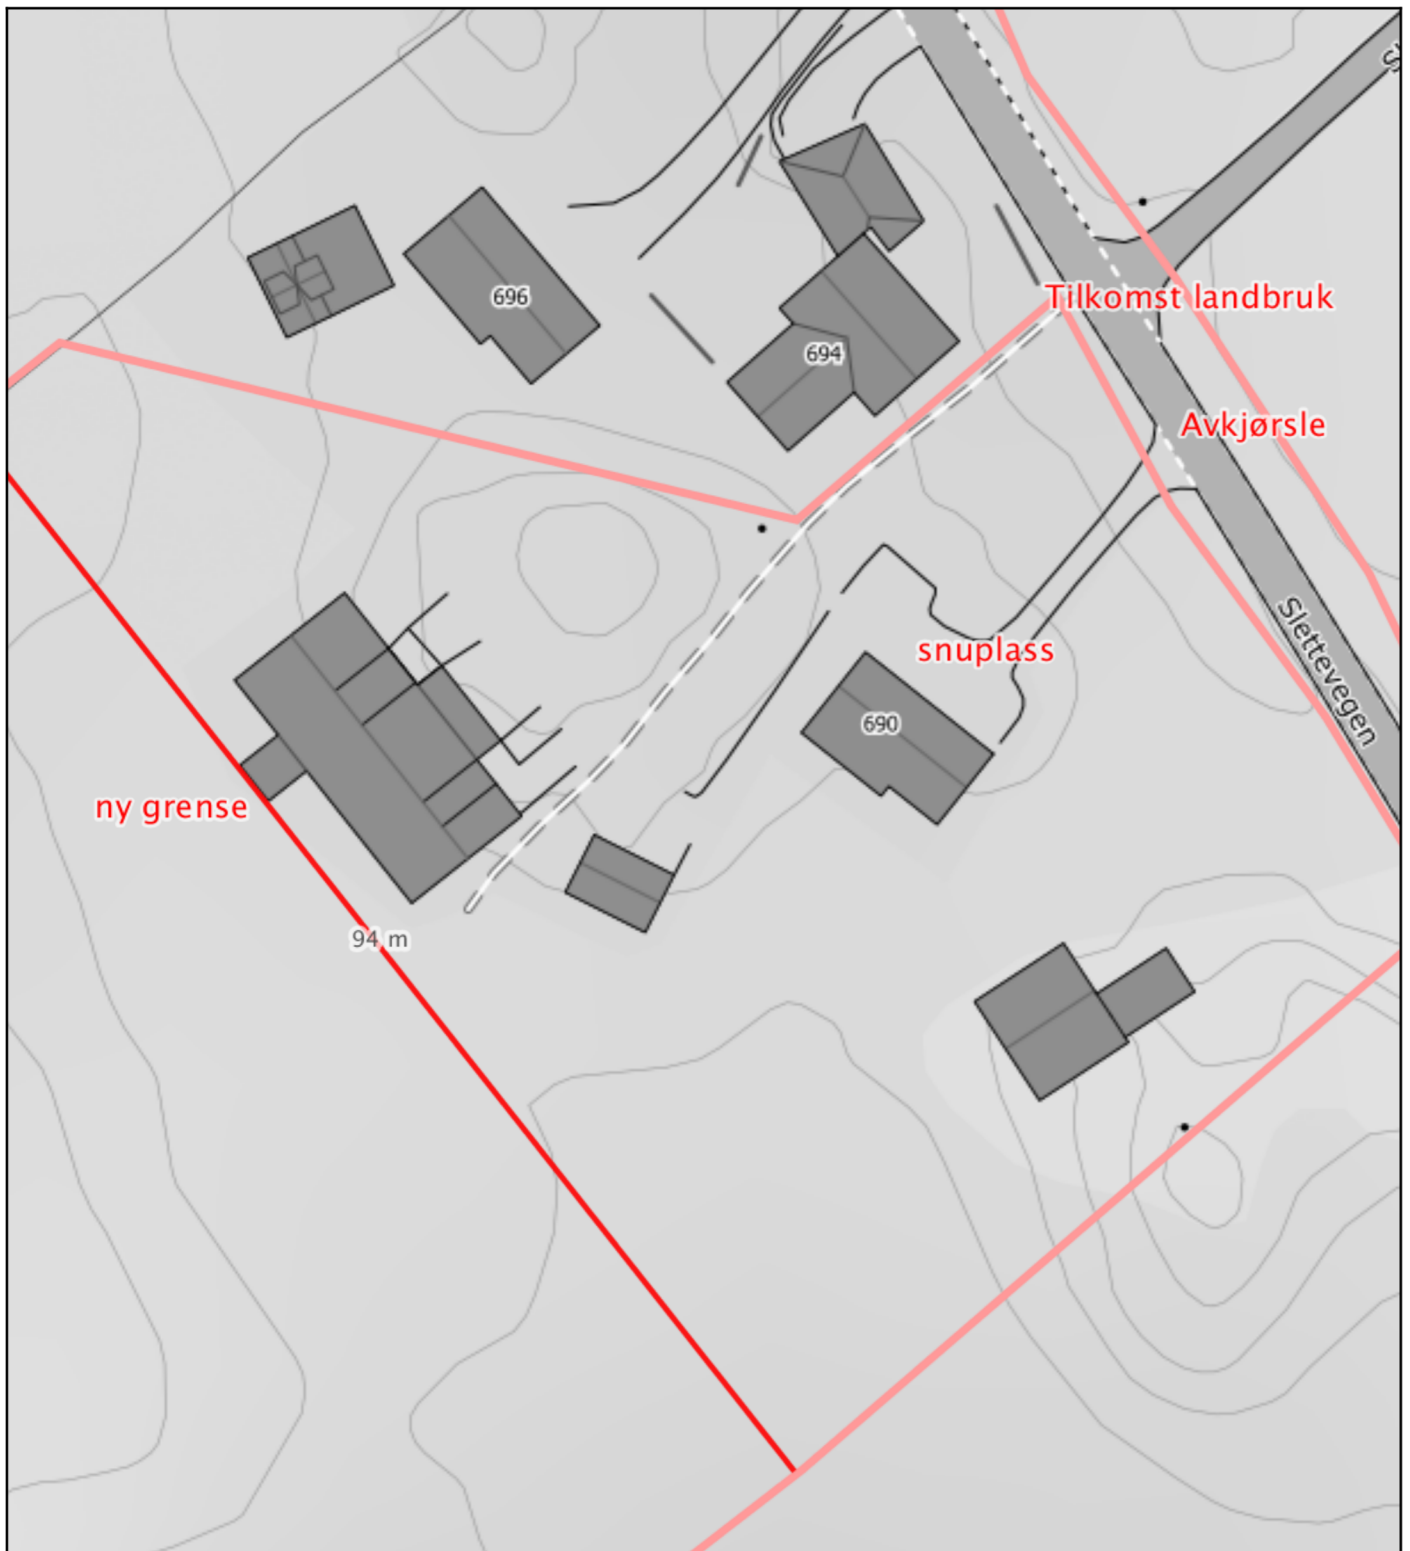 696
Tilkomst landbruk
694
Avkjørsle
Slettevegen
snuplass
690
ny grense
94 m